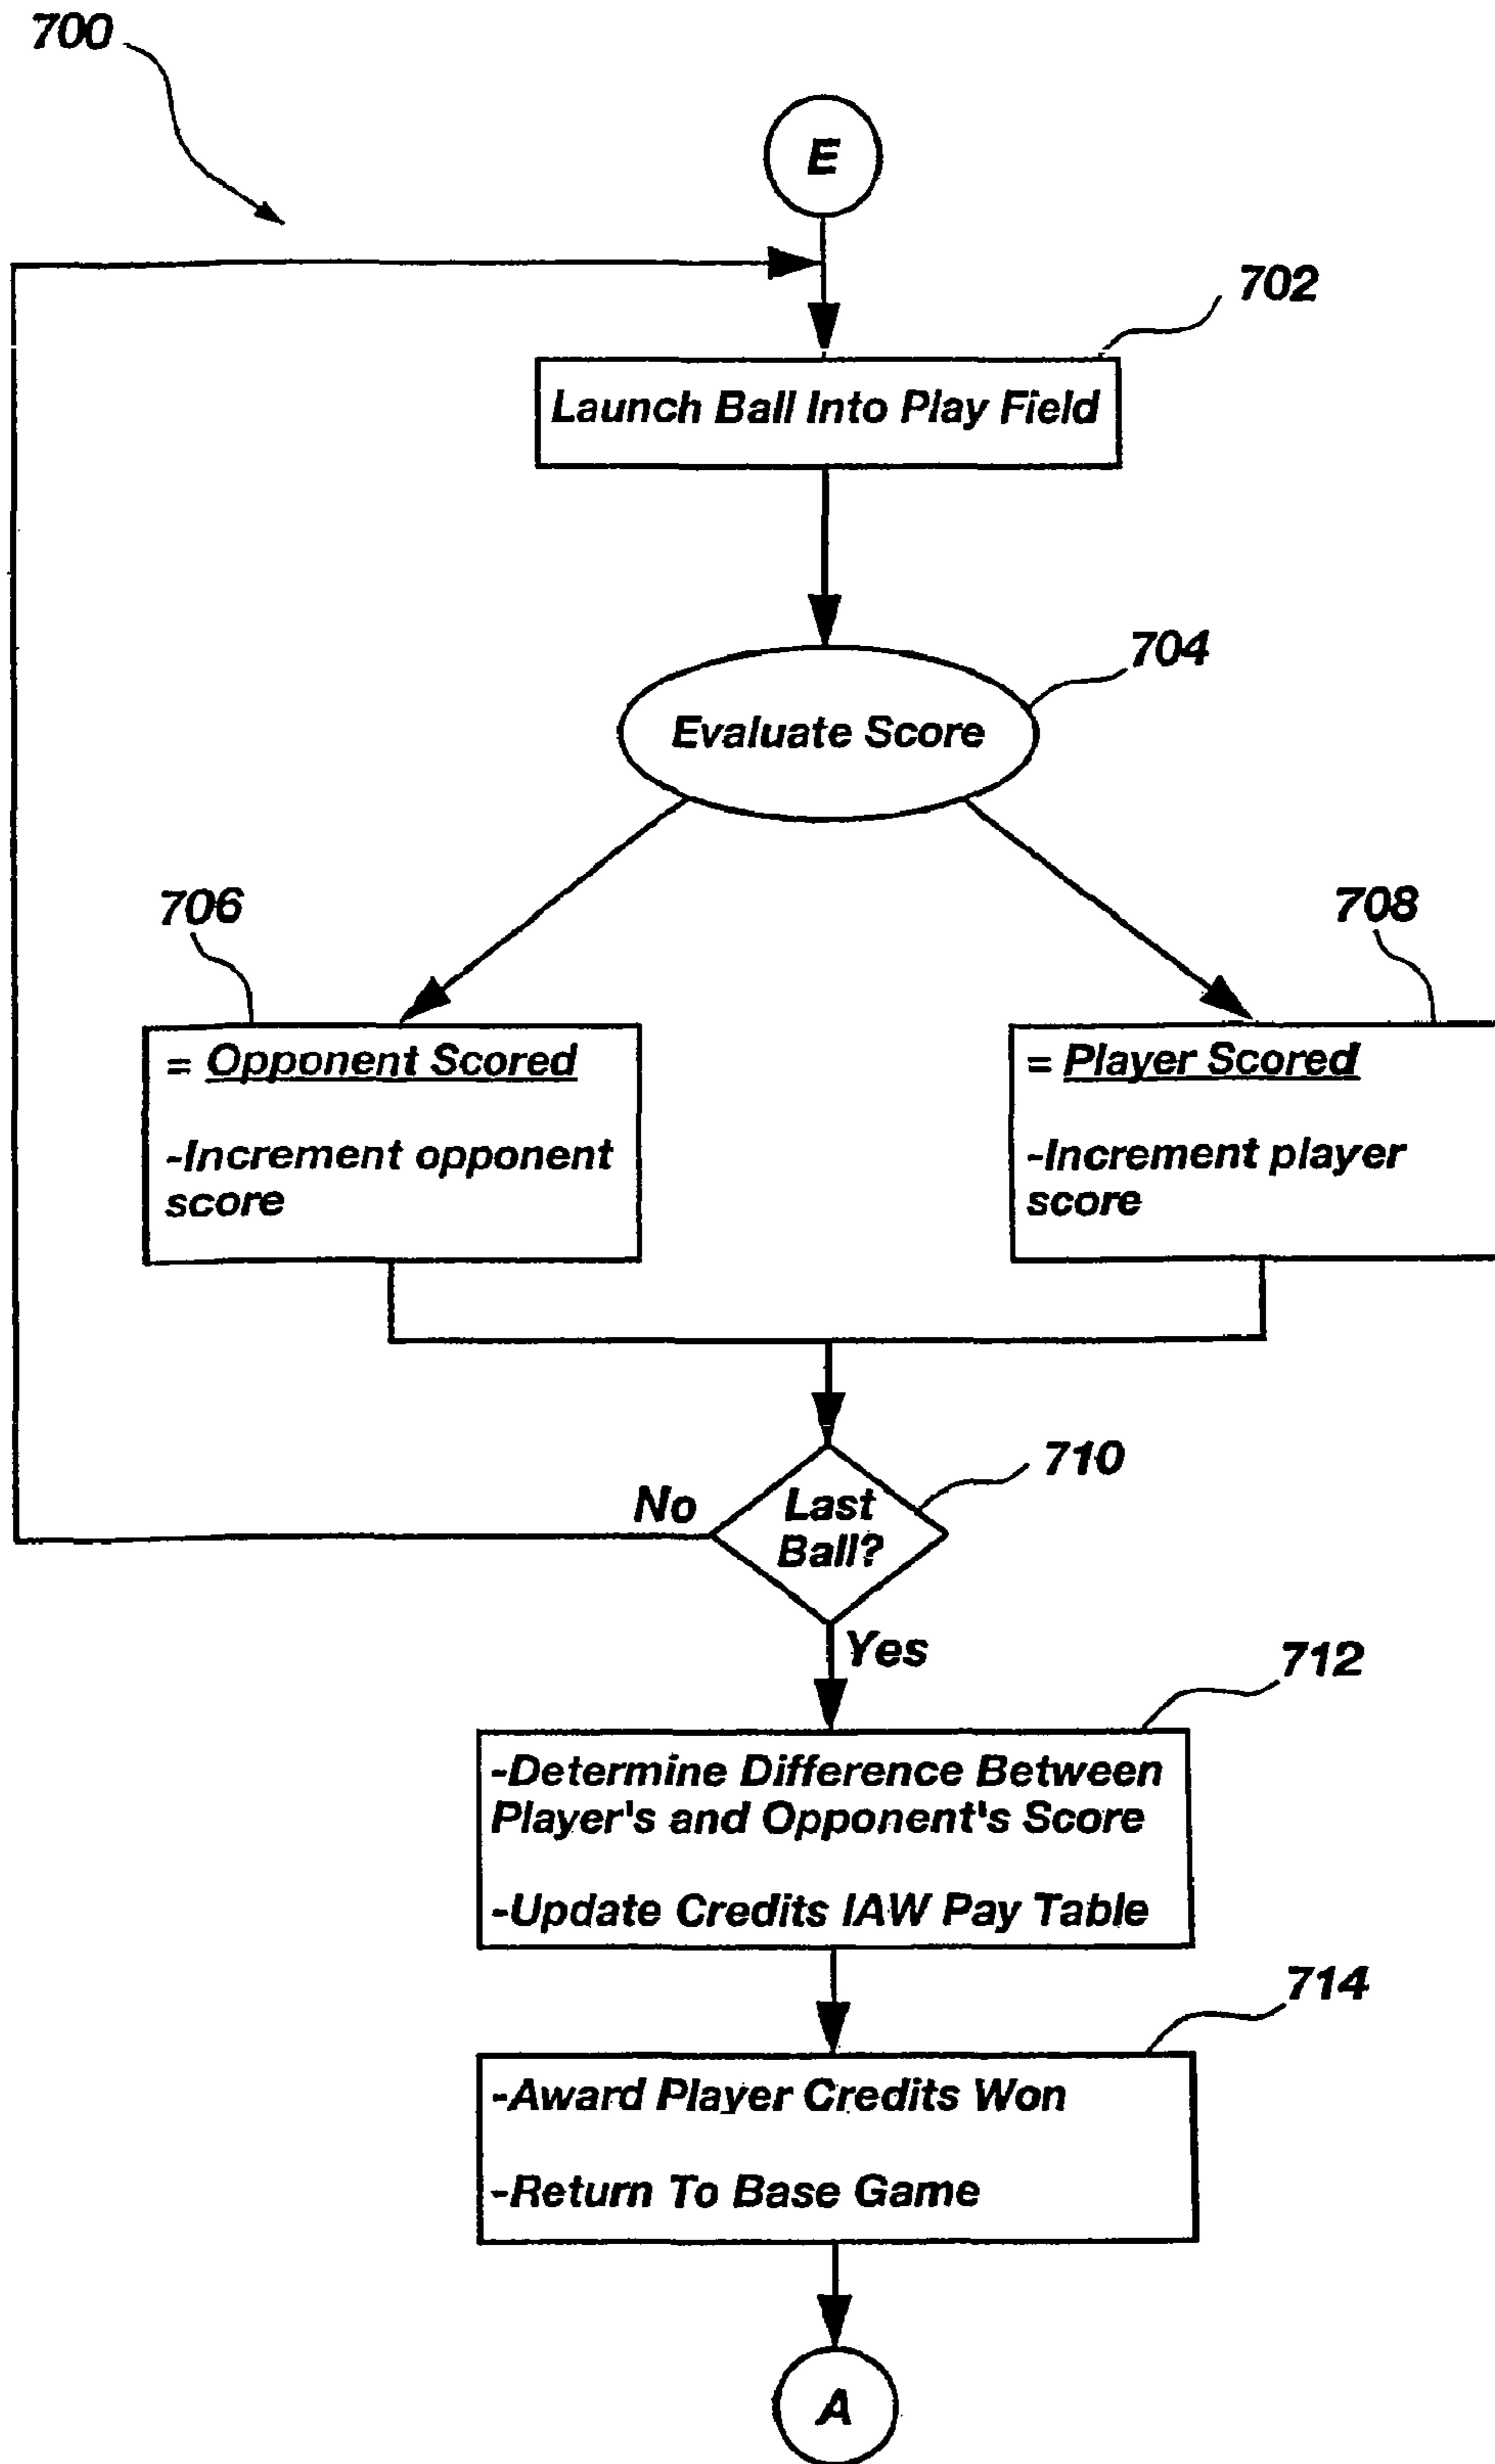 700
E
702
Launch Ball Into Play Field
704
Evaluate Score
706
708
= Opponent Scored
-Increment opponent
score
= Player Scored
-Increment player
score
710
Last
Ball?
No
Yes
712
-Determine Difference Between
Player's and Opponent's Score
-Update Credits IAW Pay Table
714
-Award Player Credits Won
-Return To Base Game
A